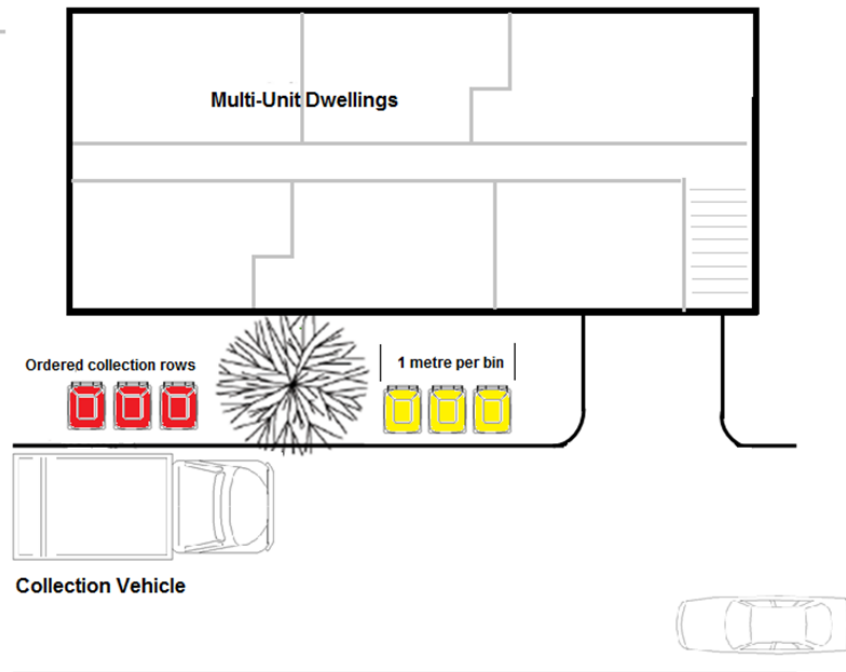 Multi-Unit Dwellings
Ordered collection rows
1 metre per bin
Collection Vehicle